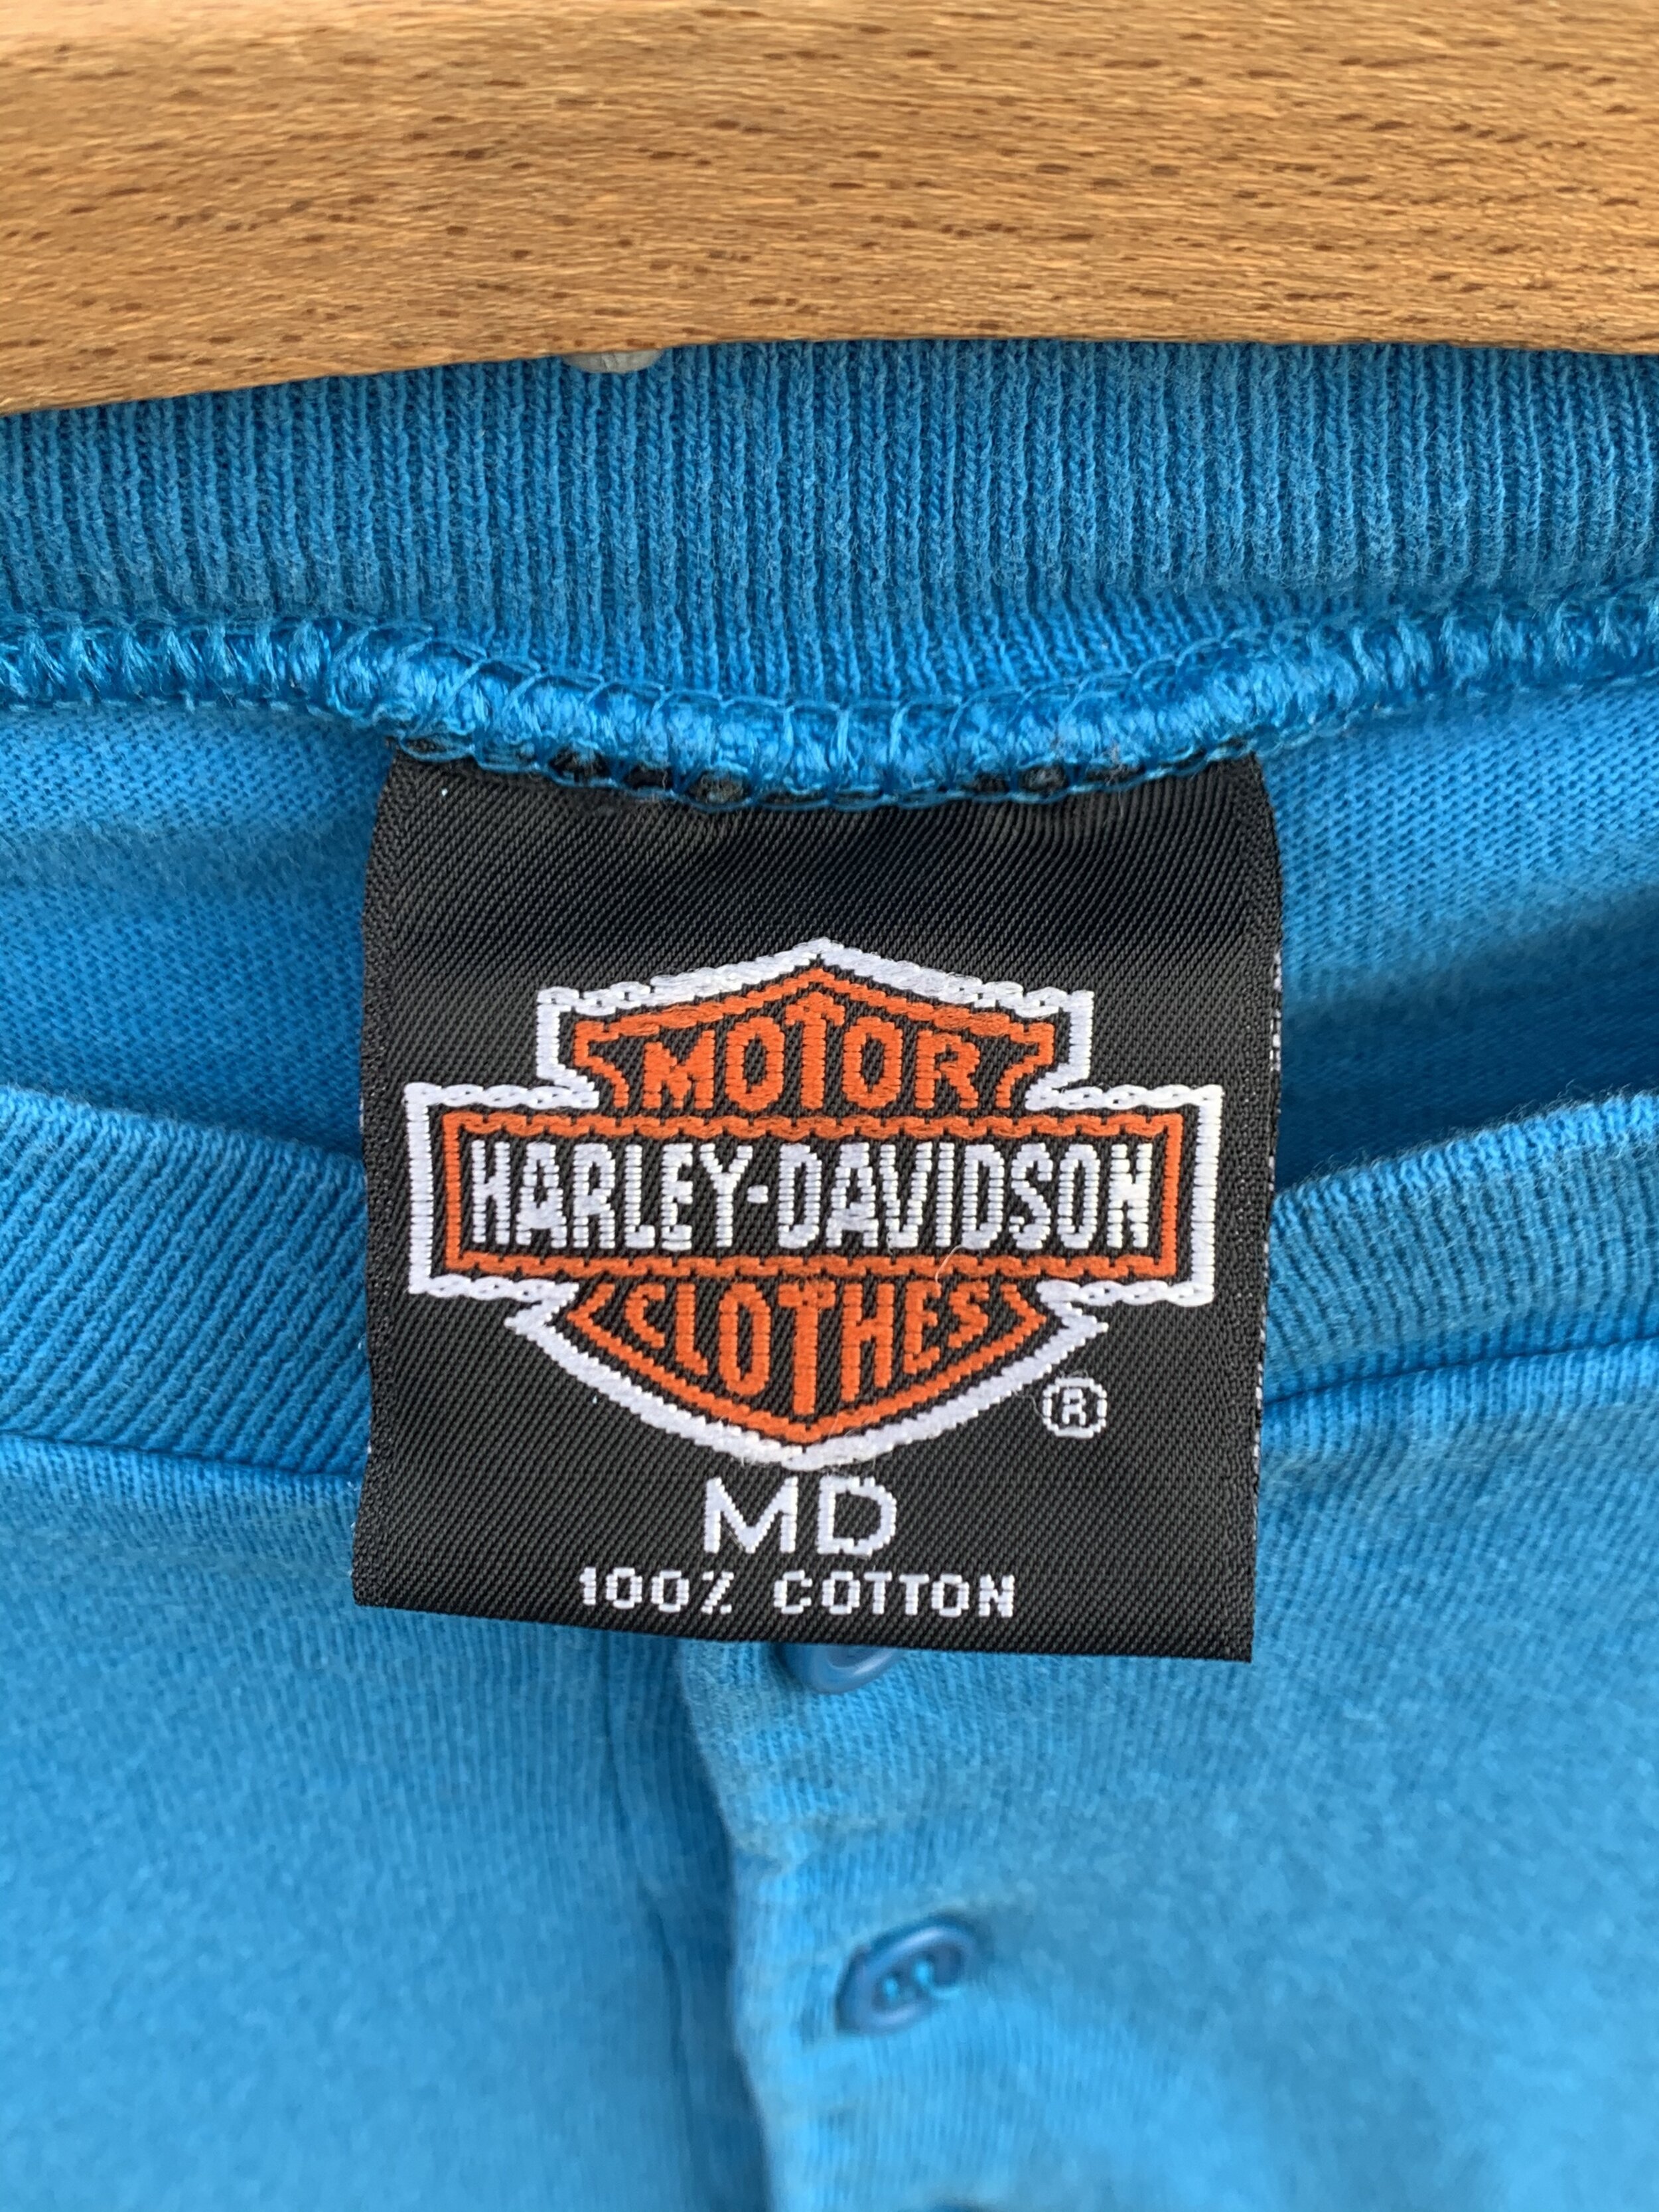 MOTOR
HARLEY-DAVIDSON
CLOTHES
®
MD
100% COTTON